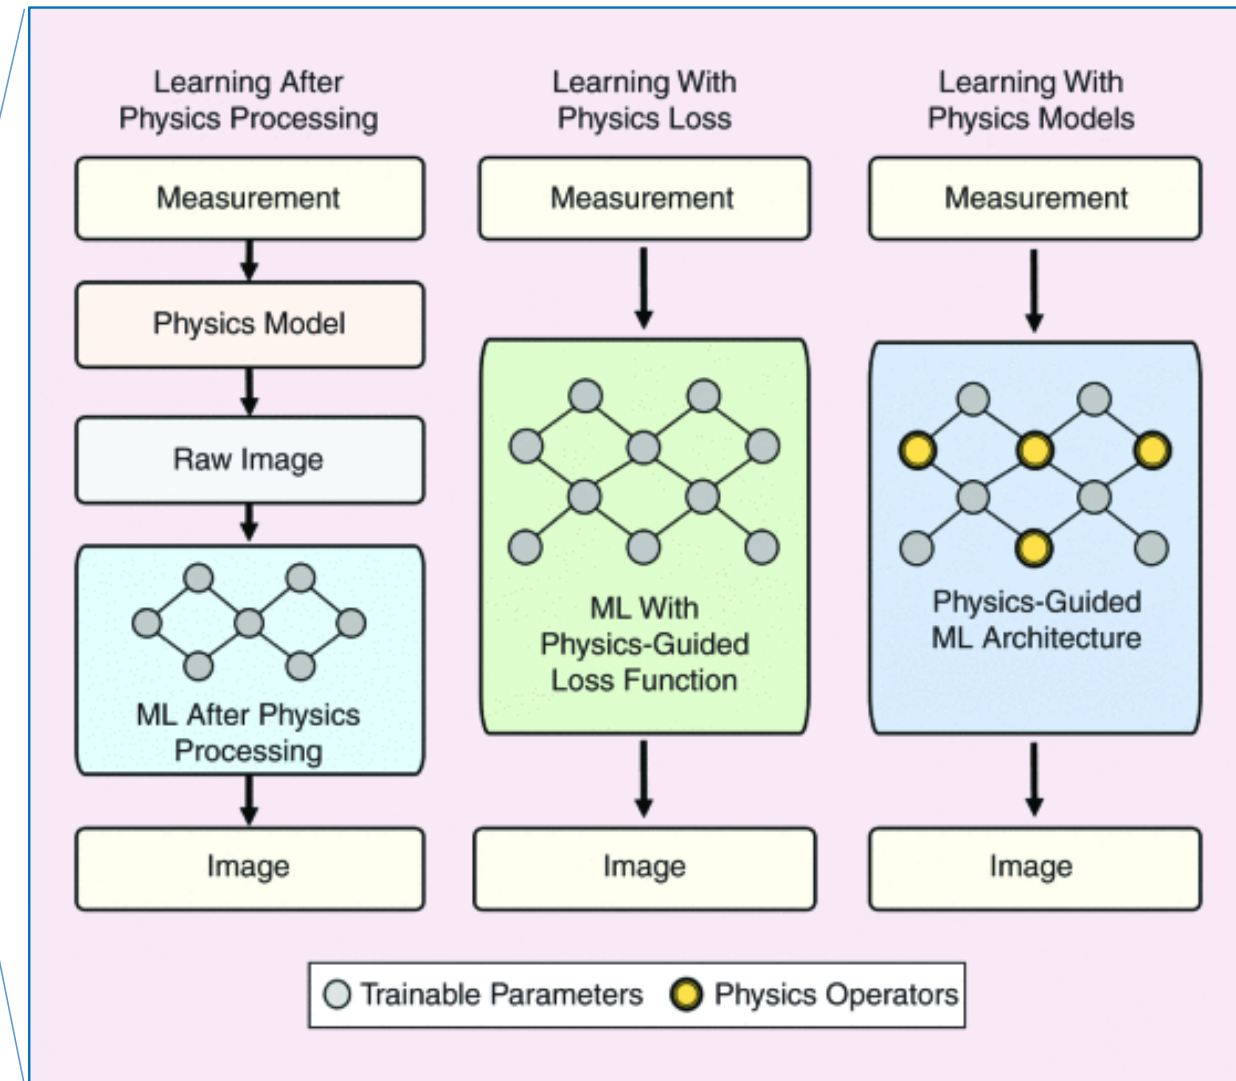 Learning After
Physics Processing
Measurement
Physics Model
Raw Image
ML After Physics
Processing
Image
Learning With
Physics Loss
Measurement
ML With
Physics-Guided
Loss Function
Image
Learning With
Physics Models
Measurement
Physics-Guided
ML Architecture
Image
Trainable Parameters
Physics Operators